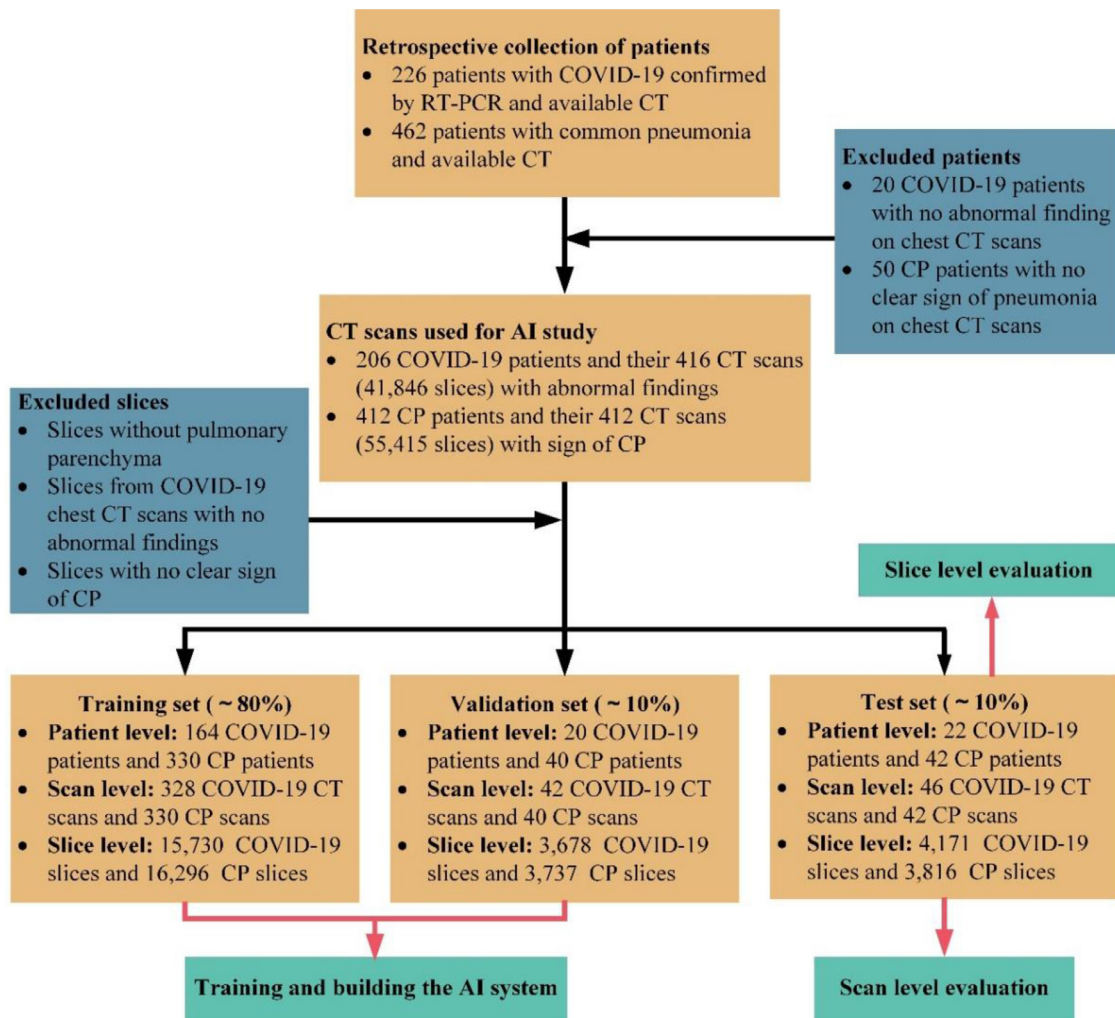 Retrospective collection of patients
• 226 patients with COVID-19 confirmed
by RT-PCR and available CT
• 462 patients with common pneumonia
and available CT
Excluded patients
• 20 COVID-19 patients
with no abnormal finding
on chest CT scans
• 50 CP patients with no
clear sign of pneumonia
on chest CT scans
CT scans used for AI study
• 206 COVID-19 patients and their 416 CT scans
(41,846 slices) with abnormal findings
• 412 CP patients and their 412 CT scans
(55,415 slices) with sign of CP
Excluded slices
• Slices without pulmonary
parenchyma
• Slices from COVID-19
chest CT scans with no
abnormal findings
• Slices with no clear sign
of CP
Slice level evaluation
Training set (~80%)
• Patient level: 164 COVID-19
patients and 330 CP patients
• Scan level: 328 COVID-19 CT
scans and 330 CP scans
• Slice level: 15,730 COVID-19
slices and 16,296 CP slices
Validation set (~10%)
• Patient level: 20 COVID-19
patients and 40 CP patients
• Scan level: 42 COVID-19 CT
scans and 40 CP scans
• Slice level: 3,678 COVID-19
slices and 3,737 CP slices
Test set (~10%)
• Patient level: 22 COVID-19
patients and 42 CP patients
• Scan level: 46 COVID-19 CT
scans and 42 CP scans
• Slice level: 4,171 COVID-19
slices and 3,816 CP slices
Training and building the AI system
Scan level evaluation